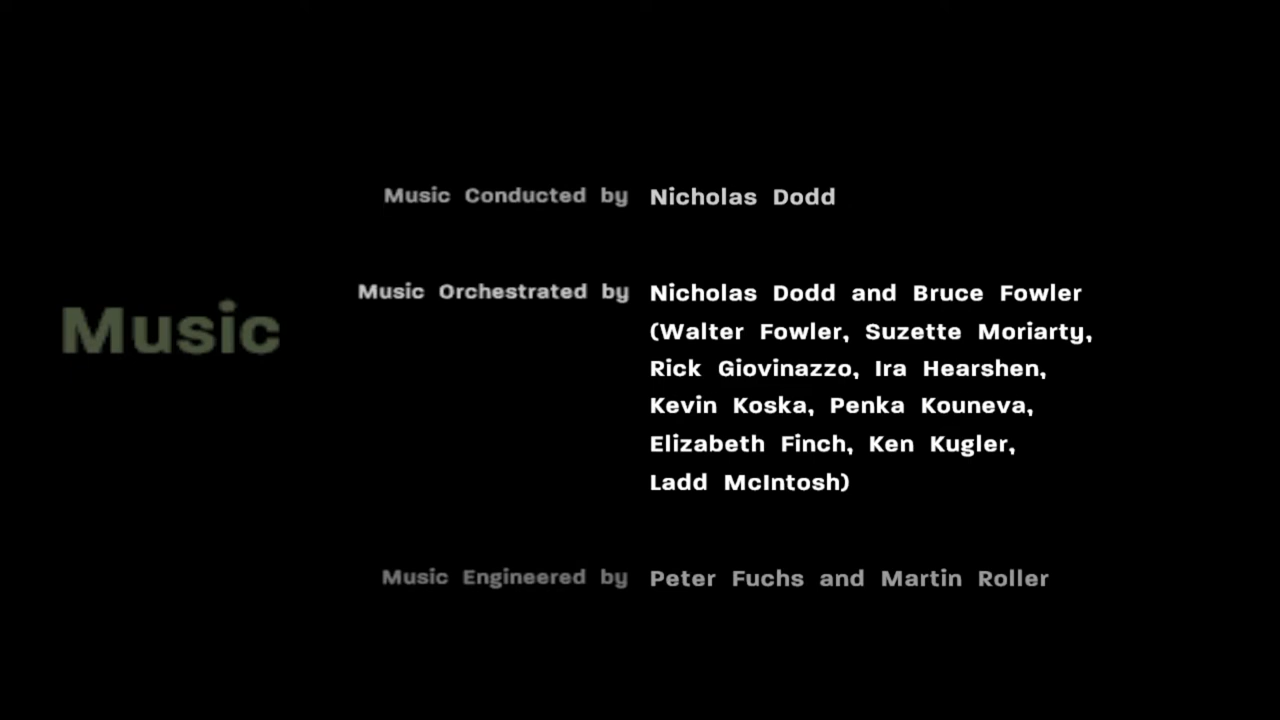 Music Conducted by Nicholas Dodd
Music Orchestrated by Nicholas Dodd and Bruce Fowler
(Walter Fowler, Suzette Moriarty,
Music
Rick Giovinazzo, Ira Hearshen,
Kevin Koska, Penka Kouneva,
Elizabeth Finch, Ken Kugler,
Ladd McIntosh)
Music Engineered by Peter Fuchs and Martin Roller